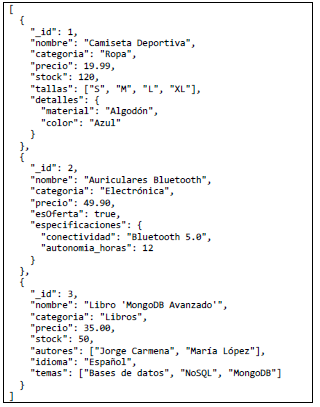 [
  {
    "_id": 1,
    "nombre": "Camiseta Deportiva",
    "categoria": "Ropa",
    "precio": 19.99,
    "stock": 120,
    "tallas": ["S", "M", "L", "XL"],
    "detalles": {
      "material": "Algodón",
      "color": "Azul"
    }
  },
  {
    "_id": 2,
    "nombre": "Auriculares Bluetooth",
    "categoria": "Electrónica",
    "precio": 49.90,
    "esOferta": true,
    "especificaciones": {
      "conectividad": "Bluetooth 5.0",
      "autonomia_horas": 12
    }
  },
  {
    "_id": 3,
    "nombre": "Libro 'MongoDB Avanzado'",
    "categoria": "Libros",
    "precio": 35.00,
    "stock": 50,
    "autores": ["Jorge Carmena", "María López"],
    "idioma": "Español",
    "temas": ["Bases de datos", "NoSQL", "MongoDB"]
  }
]